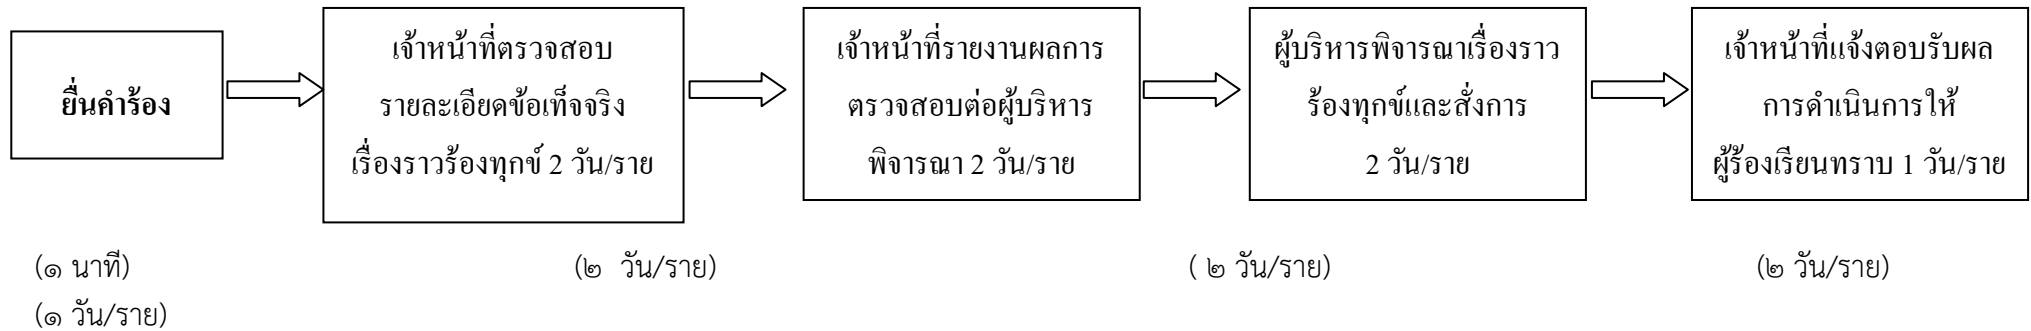 ยื่นคำร้อง
เจ้าหน้าที่ตรวจสอบ
รายละเอียดข้อเท็จจริง
เรื่องราวร้องทุกข์ 2 วัน/ราย
เจ้าหน้าที่รายงานผลการ
ตรวจสอบต่อผู้บริหาร
พิจารณา 2 วัน/ราย
ผู้บริหารพิจารณาเรื่องราว
ร้องทุกข์และสั่งการ
2 วัน/ราย
เจ้าหน้าที่แจ้งตอบรับผล
การดำเนินการให้
ผู้ร้องเรียนทราบ 1 วัน/ราย
(๑ นาที) (๒ วัน/ราย) ( ๒ วัน/ราย) (๒ วัน/ราย)
(๑ วัน/ราย)